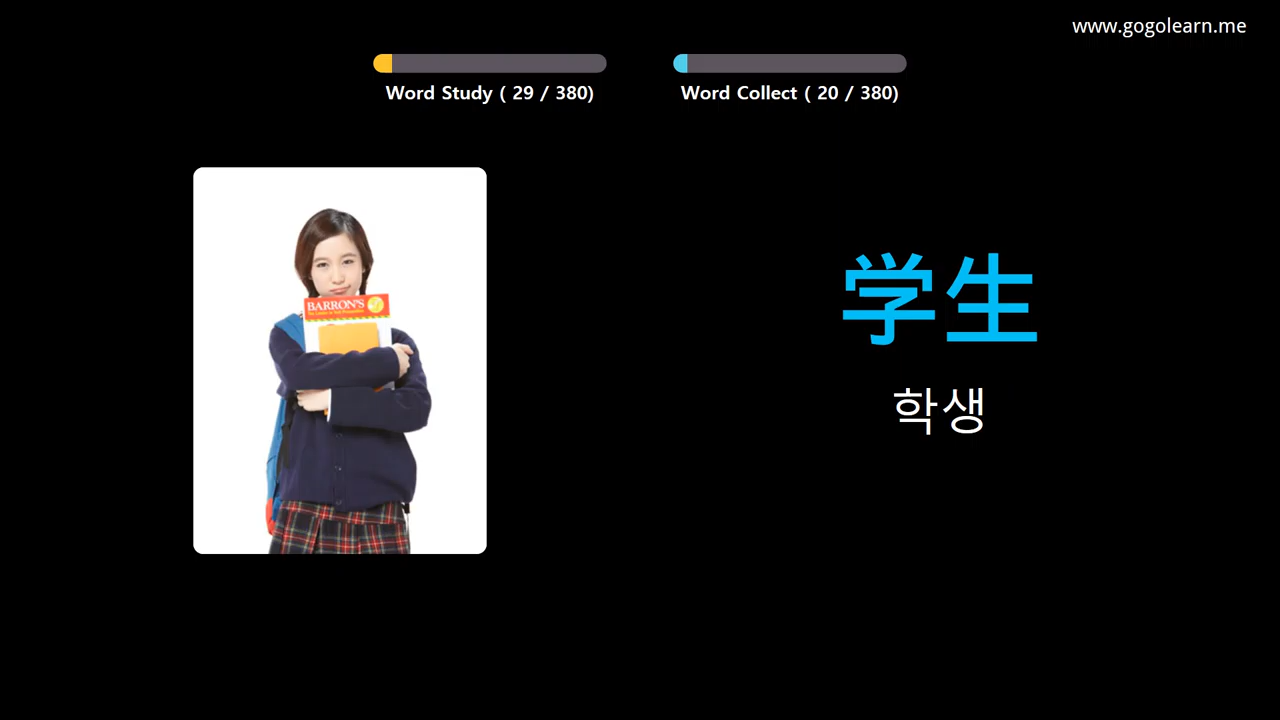 www.gogolearn.me
Word Study ( 29 / 380)
Word Collect ( 20 / 380)
BARRON'S
学生
학생